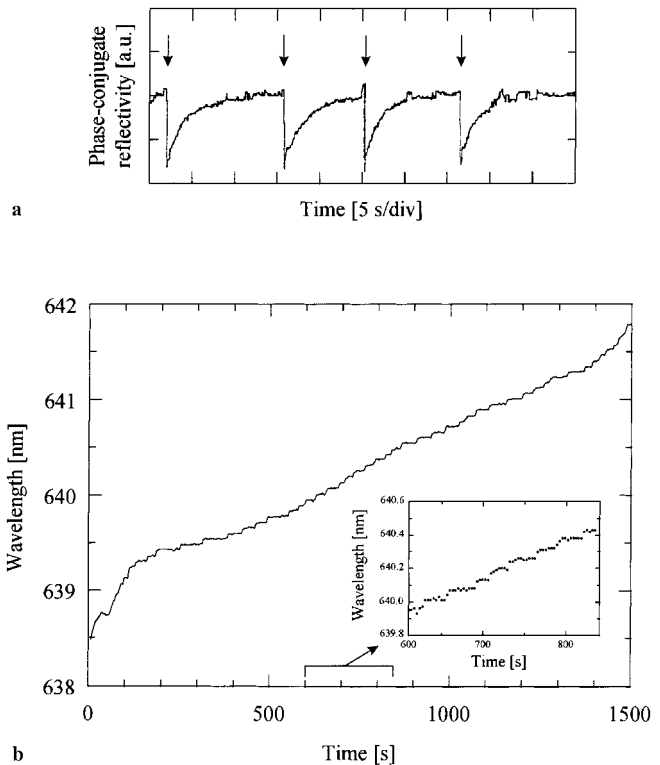 Phase-conjugate
reflectivity [a.u.]
Time [5 s/div]
a
642
641
640
639
638
Wavelength [nm]
640.6
640.4
640.2
640.0
639.8
Wavelength [nm]
600
700
800
Time [s]
0
500
1000
1500
b
Time [s]